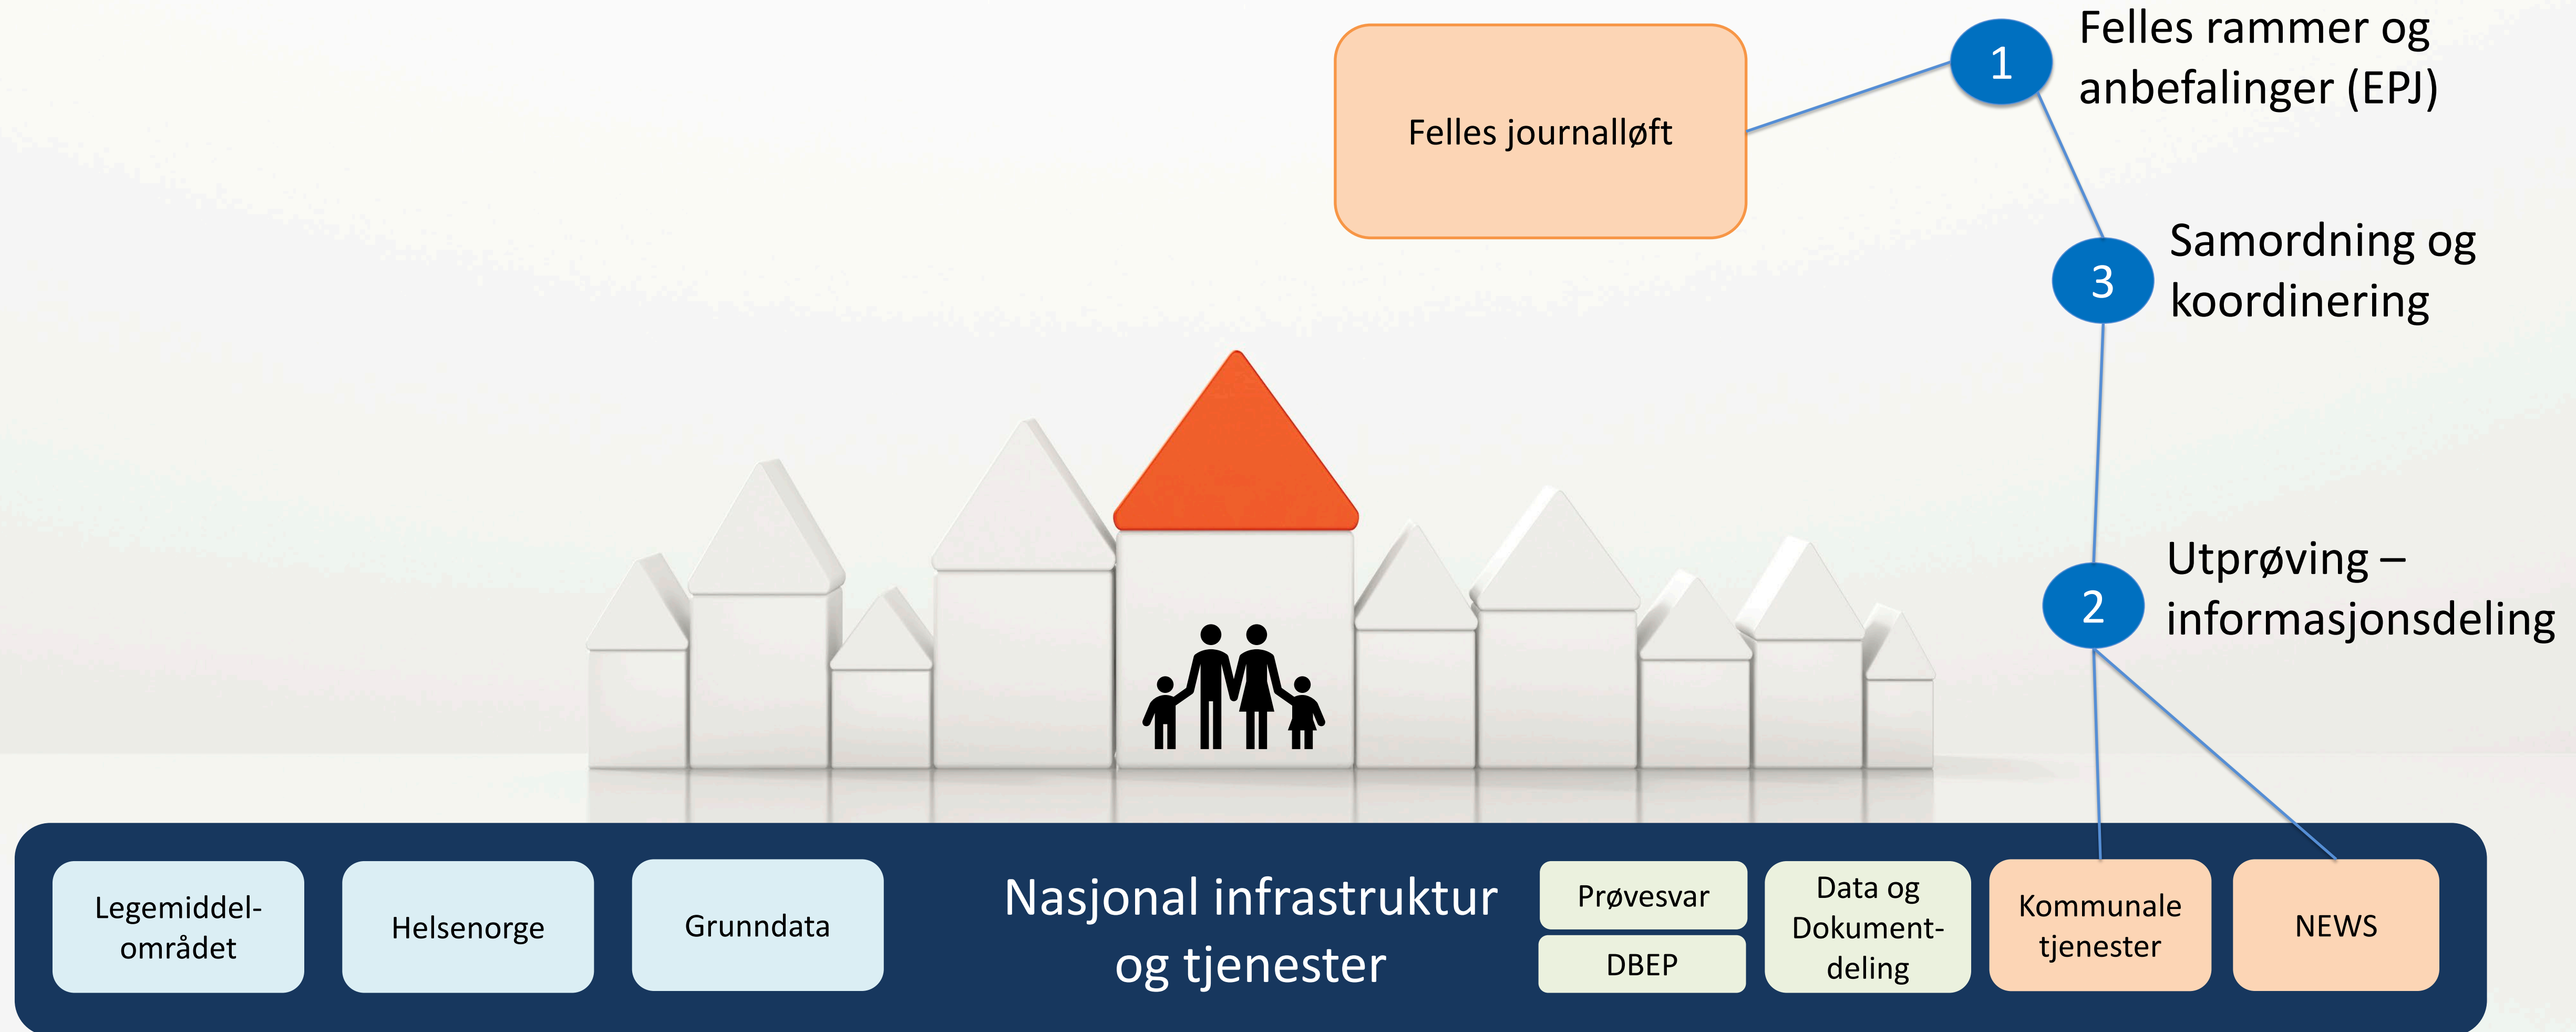 Felles journalløft
1
Felles rammer og
anbefalinger (EPJ)
3
Samordning og
koordinering
2
Utprøving –
informasjonsdeling
Legemiddel-
området
Helsenorge
Grunndata
Nasjonal infrastruktur
og tjenester
Prøvesvar
DBEP
Data og
Dokument-
deling
Kommunale
tjenester
NEWS